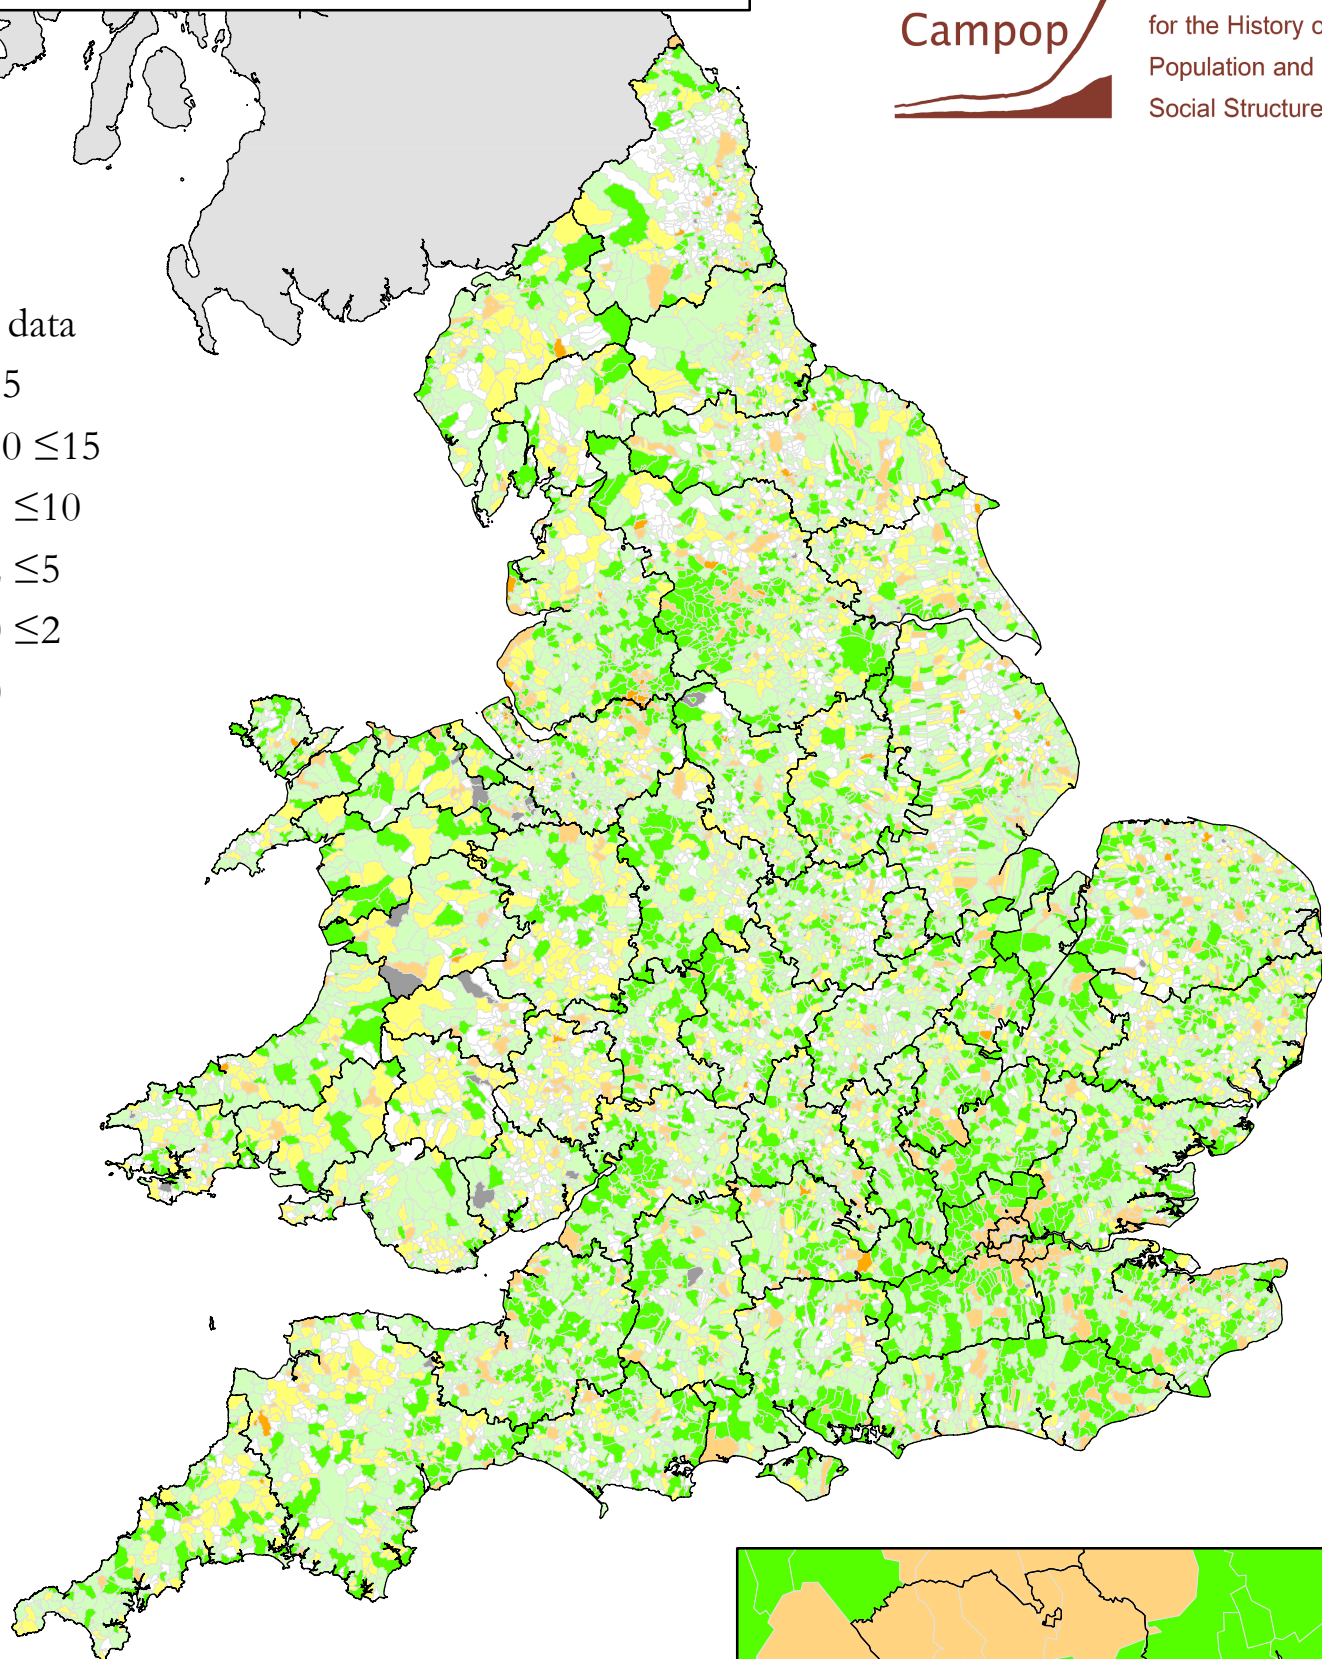 Campop
for the History o
Population and
Social Structure
data
5
0 ≤15
≤10
≤5
≤2